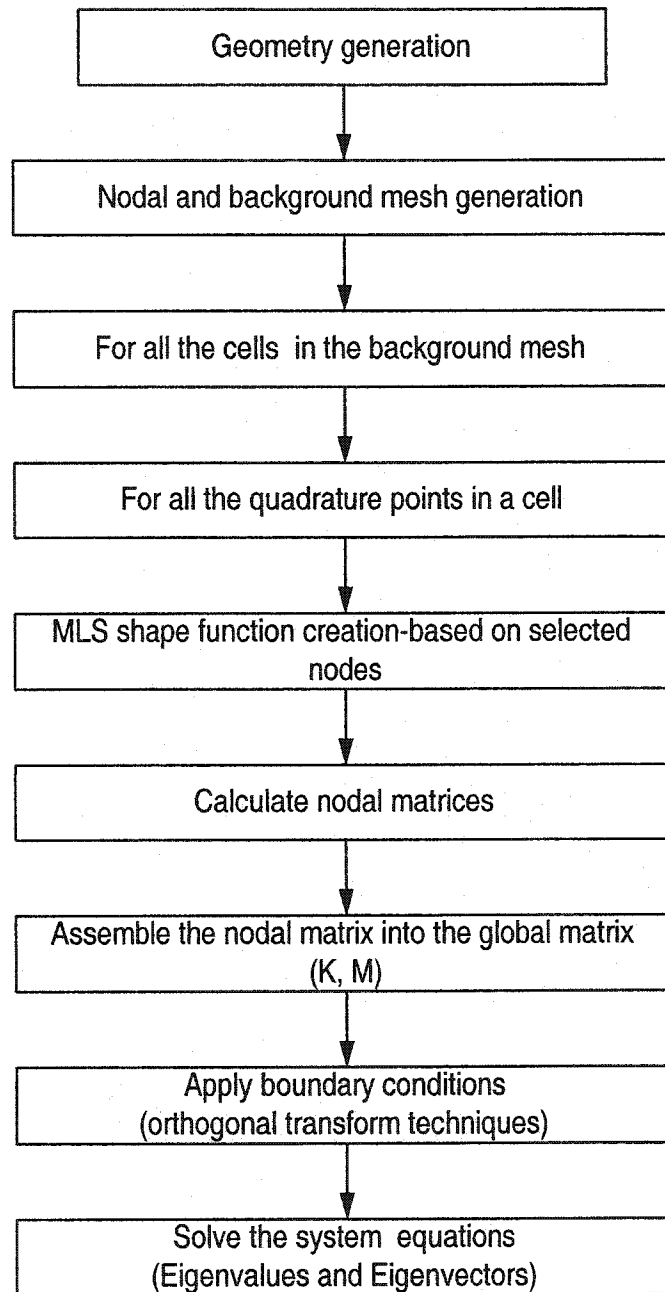 Geometry generation
Nodal and background mesh generation
For all the cells in the background mesh
For all the quadrature points in a cell
MLS shape function creation-based on selected
nodes
Calculate nodal matrices
Assemble the nodal matrix into the global matrix
(K, M)
Apply boundary conditions
(orthogonal transform techniques)
Solve the system equations
(Eigenvalues and Eigenvectors)